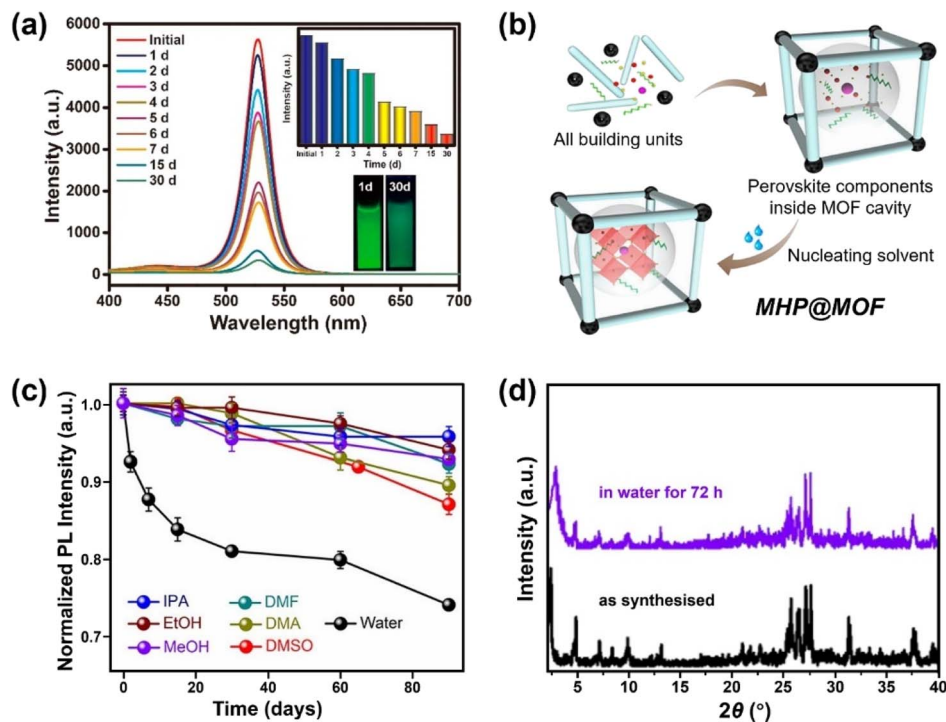 (a)
6000
5000
4000
3000
2000
1000
0
Intensity (a.u.)
Initial
1 d
2 d
3 d
4 d
5 d
6 d
7 d
15 d
30 d
Intensity (a.u.)
Initial 1 2 3 4 5 6 7 15 30
Time (d)
1d 30d
400 450 500 550 600 650 700
Wavelength (nm)
(b)
All building units
Perovskite components
inside MOF cavity
Nucleating solvent
MHP@MOF
(c)
Normalized PL Intensity (a.u.)
1.0
0.9
0.8
0.7
IPA DMF
EtOH DMA Water
MeOH DMSO
0 30 60 90
Time (days)
(d)
Intensity (a.u.)
in water for 72 h
as synthesised
5 10 15 20 25 30 35 40
2θ (°)